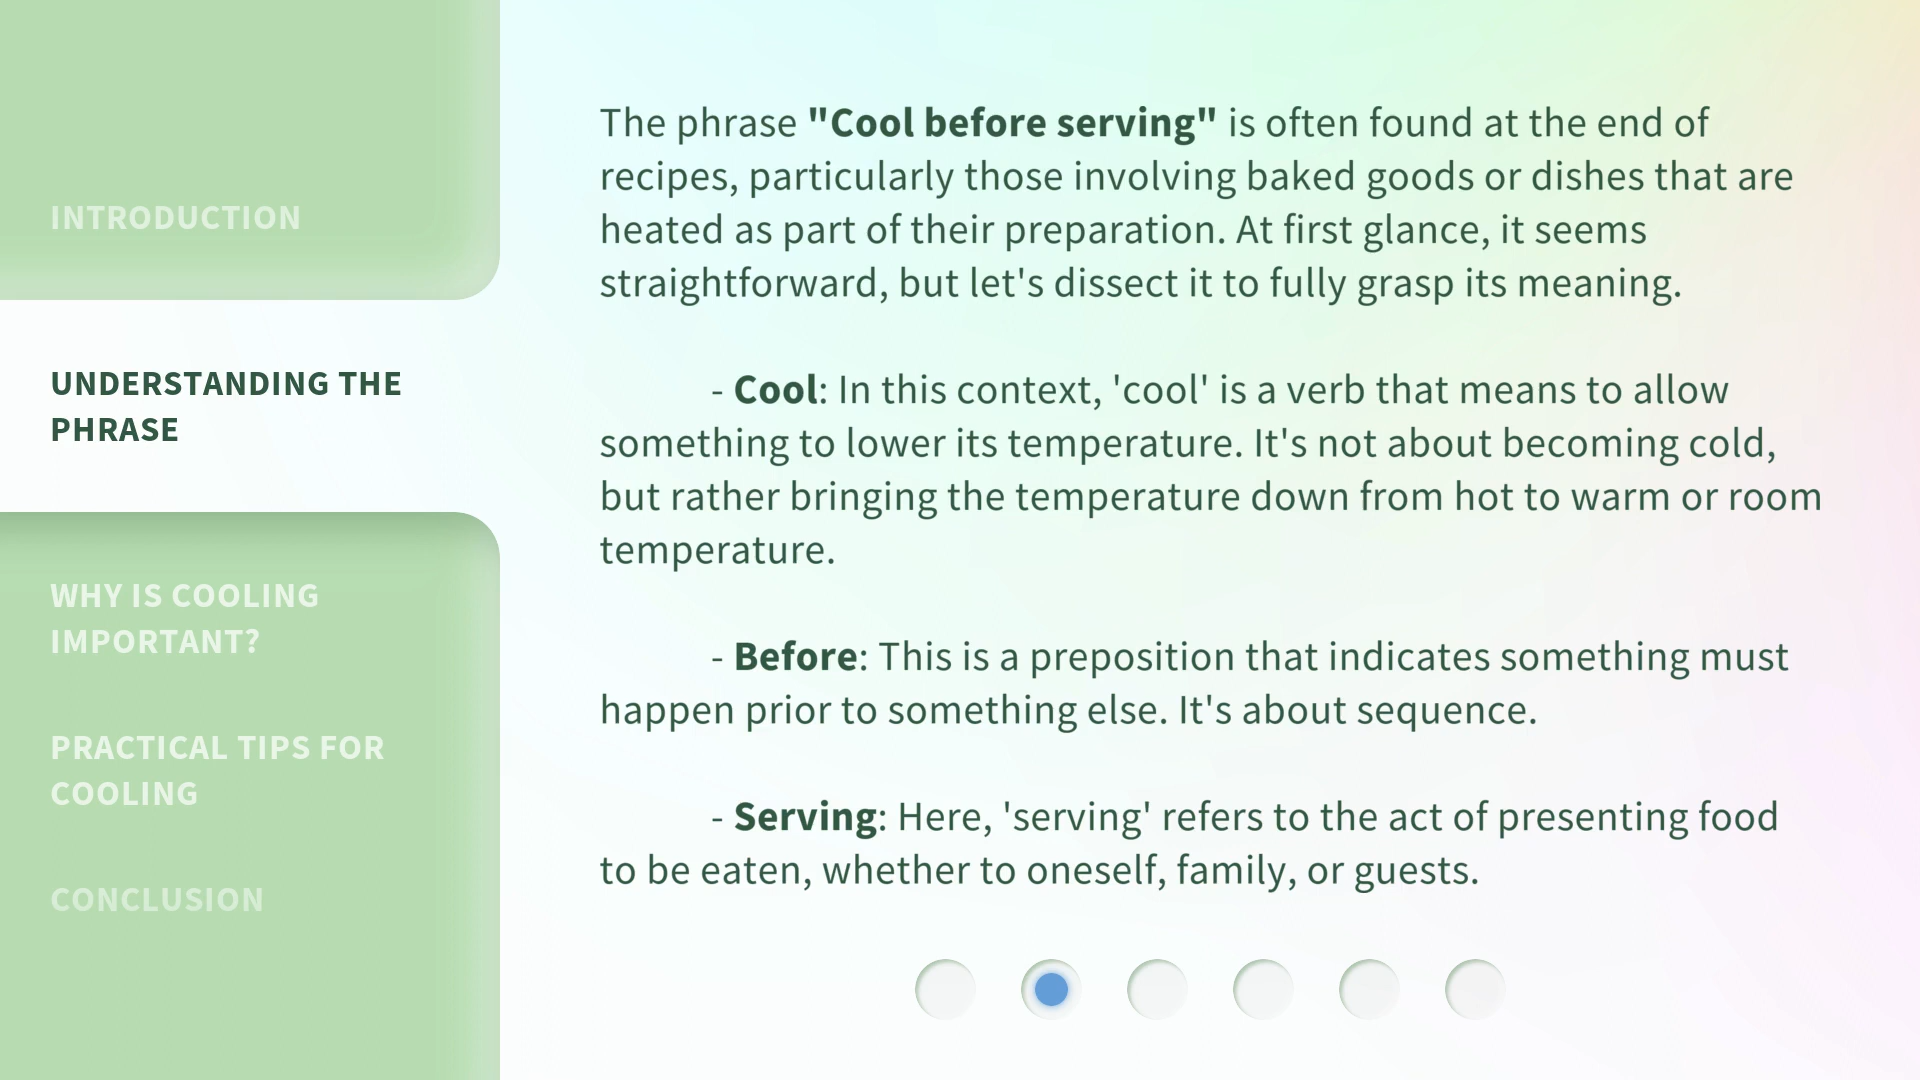 INTRODUCTION
UNDERSTANDING THE
PHRASE
WHY IS COOLING
IMPORTANT?
PRACTICAL TIPS FOR
COOLING
CONCLUSION
The phrase "Cool before serving" is often found at the end of
recipes, particularly those involving baked goods or dishes that are
heated as part of their preparation. At first glance, it seems
straightforward, but let's dissect it to fully grasp its meaning.
- Cool: In this context, 'cool' is a verb that means to allow
something to lower its temperature. It's not about becoming cold,
but rather bringing the temperature down from hot to warm or room
temperature.
- Before: This is a preposition that indicates something must
happen prior to something else. It's about sequence.
- Serving: Here, 'serving' refers to the act of presenting food
to be eaten, whether to oneself, family, or guests.